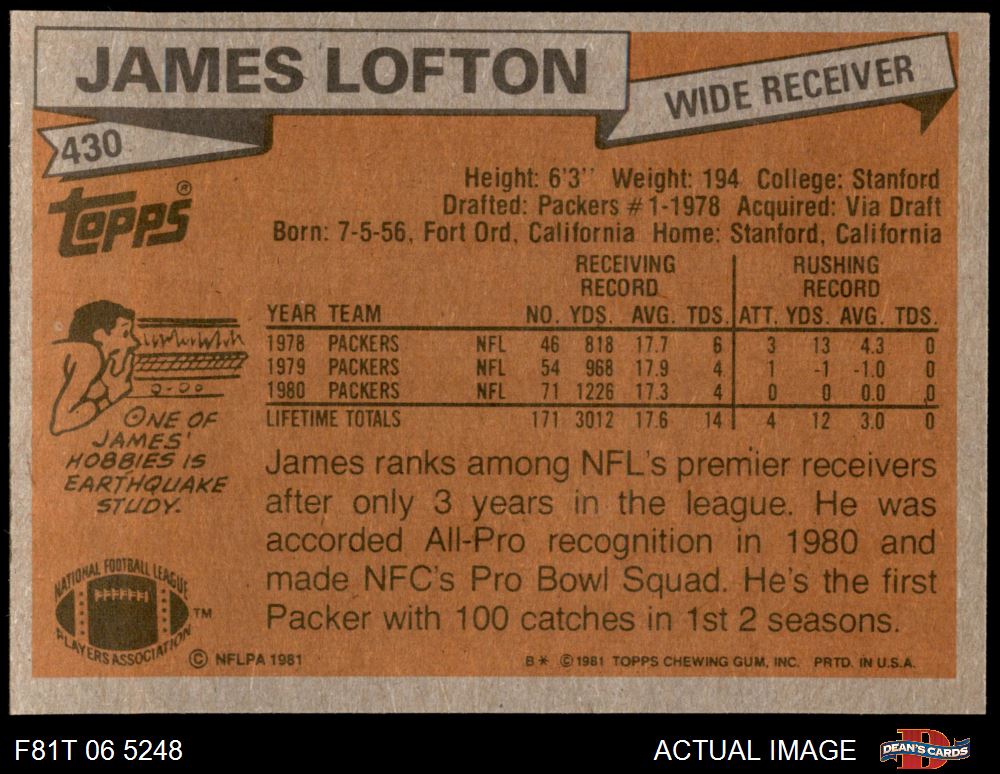 JAMES LOFTON
WIDE RECEIVER
430
TOPPS®
Height: 6'3'' Weight: 194 College: Stanford
Drafted: Packers #1-1978 Acquired: Via Draft
Born: 7-5-56, Fort Ord, California Home: Stanford, California
RECEIVING RECORD RUSHING RECORD
YEAR TEAM NO. YDS. AVG. TDS. ATT. YDS. AVG. TDS.
1978 PACKERS NFL 46 818 17.7 6 3 13 4.3 0
1979 PACKERS NFL 54 968 17.9 4 1 -1 -1.0 0
1980 PACKERS NFL 71 1226 17.3 4 0 0 0.0 0
LIFETIME TOTALS 171 3012 17.6 14 4 12 3.0 0
ONE OF
JAMES'
HOBBIES IS
EARTHQUAKE
STUDY.
James ranks among NFL's premier receivers
after only 3 years in the league. He was
accorded All-Pro recognition in 1980 and
made NFC's Pro Bowl Squad. He's the first
Packer with 100 catches in 1st 2 seasons.
NATIONAL FOOTBALL LEAGUE
PLAYERS ASSOCIATION ™
© NFLPA 1981
B* ©1981 TOPPS CHEWING GUM, INC. PRTD. IN U.S.A.
F81T 06 5248
ACTUAL IMAGE
DEAN'S CARDS